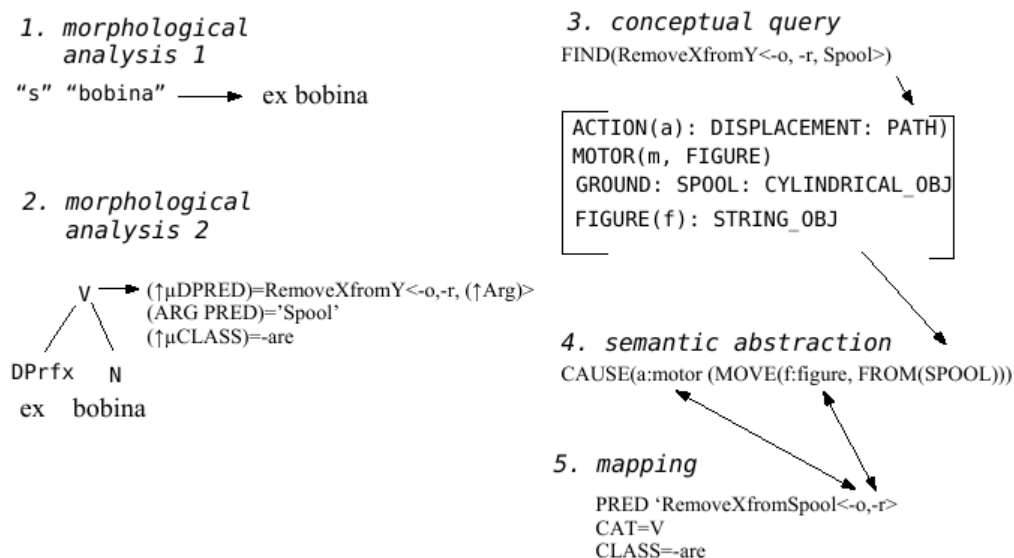 1. morphological
analysis 1
“s” “bobina” ex bobina
2. morphological
analysis 2
V (↑μDPRED)=RemoveXfromY<-o,-r, (↑Arg)>
(ARG PRED)=’Spool’
(↑μCLASS)=-are
DPrfx N
ex bobina
3. conceptual query
FIND(RemoveXfromY<-o, -r, Spool>)
ACTION(a): DISPLACEMENT: PATH)
MOTOR(m, FIGURE)
GROUND: SPOOL: CYLINDRICAL_OBJ
FIGURE(f): STRING_OBJ
4. semantic abstraction
CAUSE(a:motor (MOVE(f:figure, FROM(SPOOL)))
5. mapping
PRED ‘RemoveXfromSpool<-o,-r>
CAT=V
CLASS=-are